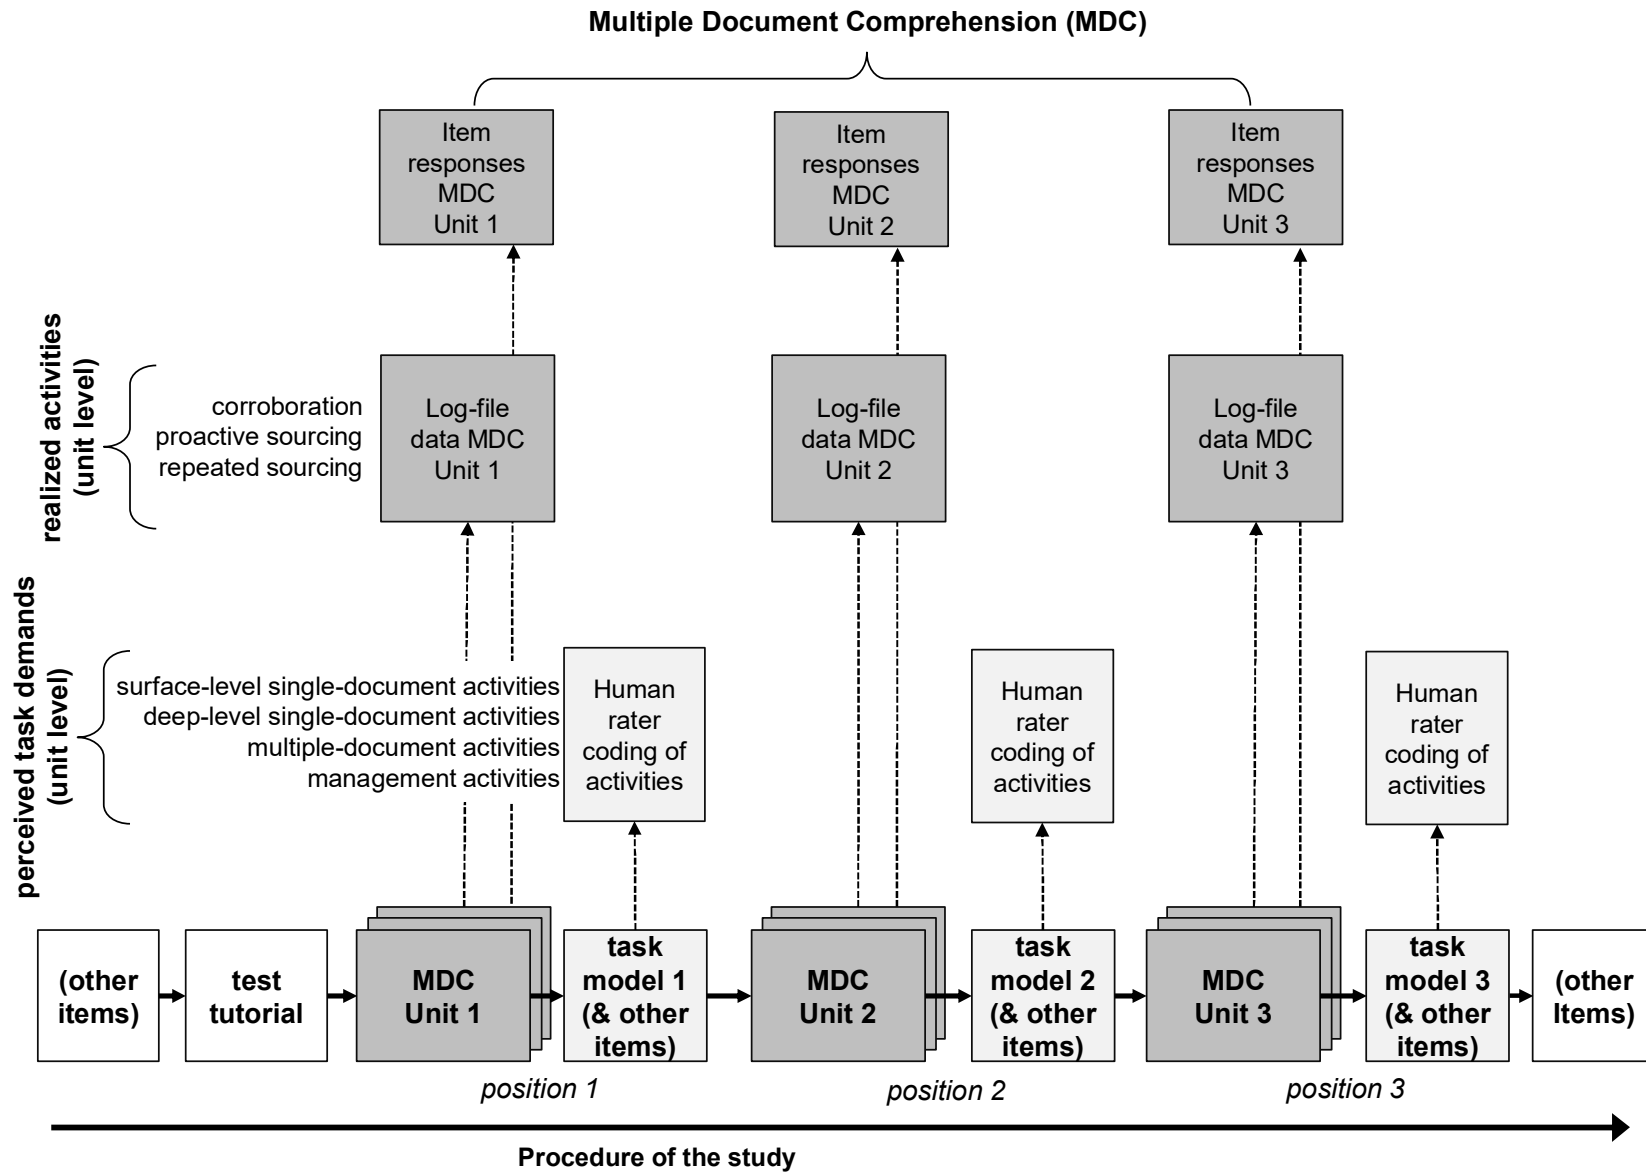 Multiple Document Comprehension (MDC)
Item
responses
MDC
Unit 1
Item
responses
MDC
Unit 2
Item
responses
MDC
Unit 3
realized activities
(unit level)
corroboration
proactive sourcing
repeated sourcing
Log-file
data MDC
Unit 1
Log-file
data MDC
Unit 2
Log-file
data MDC
Unit 3
perceived task demands
(unit level)
surface-level single-document activities
deep-level single-document activities
multiple-document activities
management activities
Human
rater
coding of
activities
Human
rater
coding of
activities
Human
rater
coding of
activities
(other
items)
test
tutorial
MDC
Unit 1
task
model 1
(& other
items)
MDC
Unit 2
task
model 2
(& other
items)
MDC
Unit 3
task
model 3
(& other
items)
(other
Items)
position 1
position 2
position 3
Procedure of the study